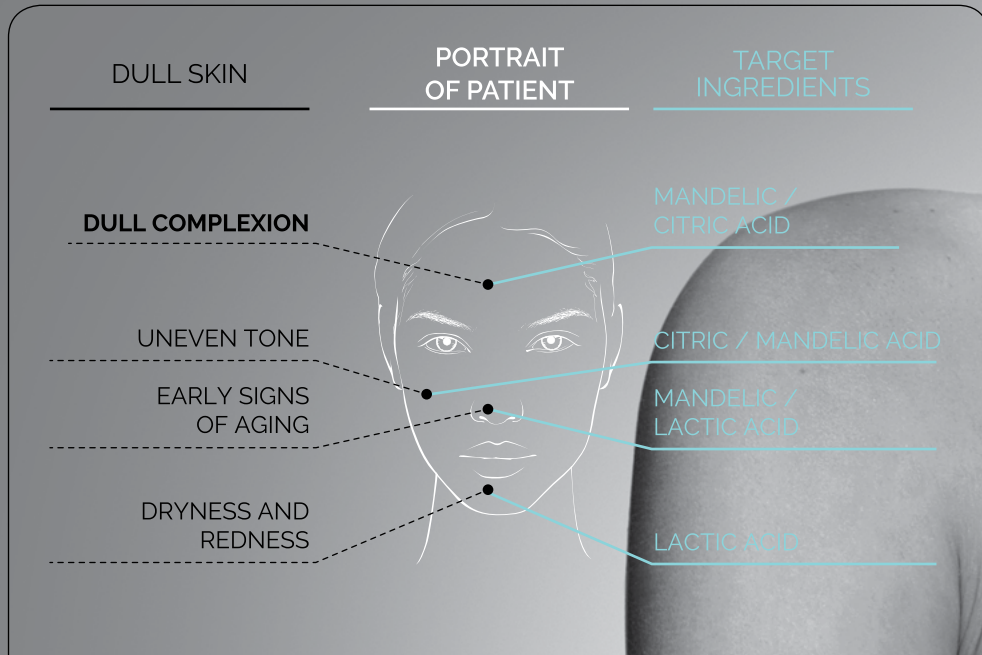 DULL SKIN
PORTRAIT
OF PATIENT
TARGET
INGREDIENTS
DULL COMPLEXION
MANDELIC /
CITRIC ACID
UNEVEN TONE
CITRIC / MANDELIC ACID
EARLY SIGNS
OF AGING
MANDELIC /
LACTIC ACID
DRYNESS AND
REDNESS
LACTIC ACID